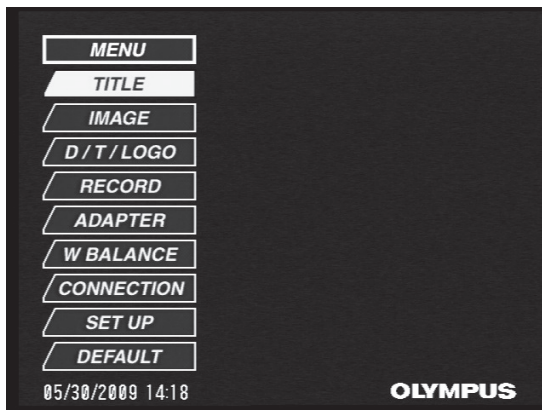 MENU
TITLE
IMAGE
D / T / LOGO
RECORD
ADAPTER
W BALANCE
CONNECTION
SET UP
DEFAULT
05/30/2009 14:18 OLYMPUS